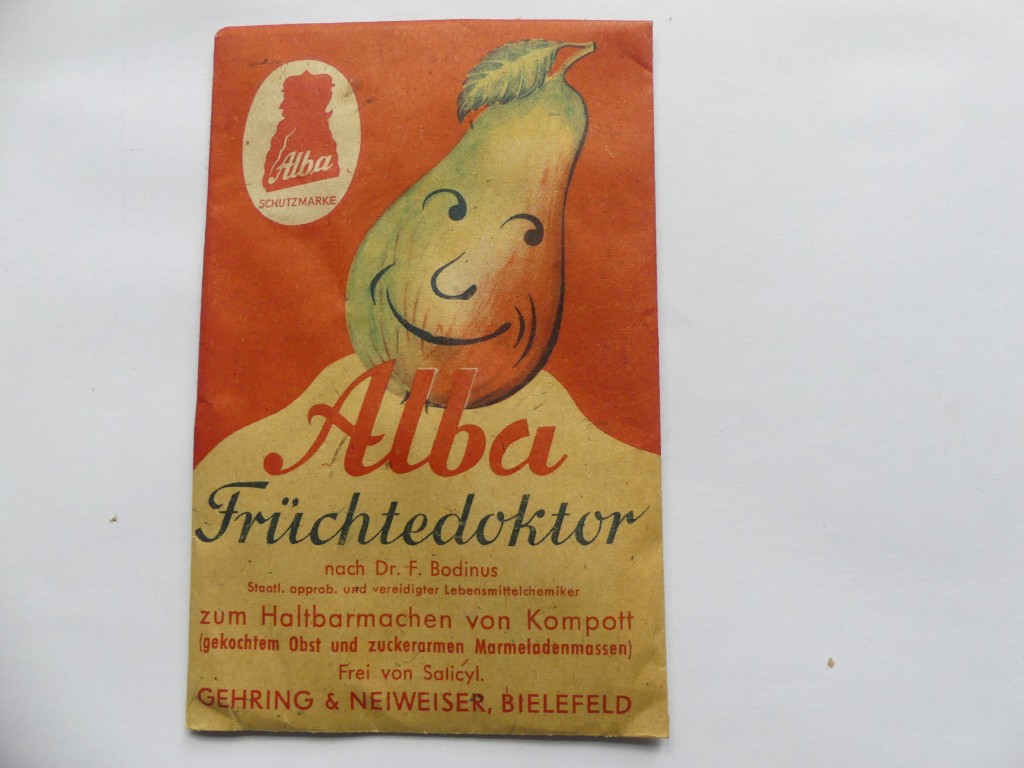 Alba
SCHUTZMARKE
Alba
Früchtedoktor
nach Dr. F. Bodinus
Staatl. approb. und vereidigter Lebensmittelchemiker
zum Haltbarmachen von Kompott
(gekochtem Obst und zuckerarmen Marmeladenmassen)
Frei von Salicyl.
GEHRING & NEIWEISER, BIELEFELD